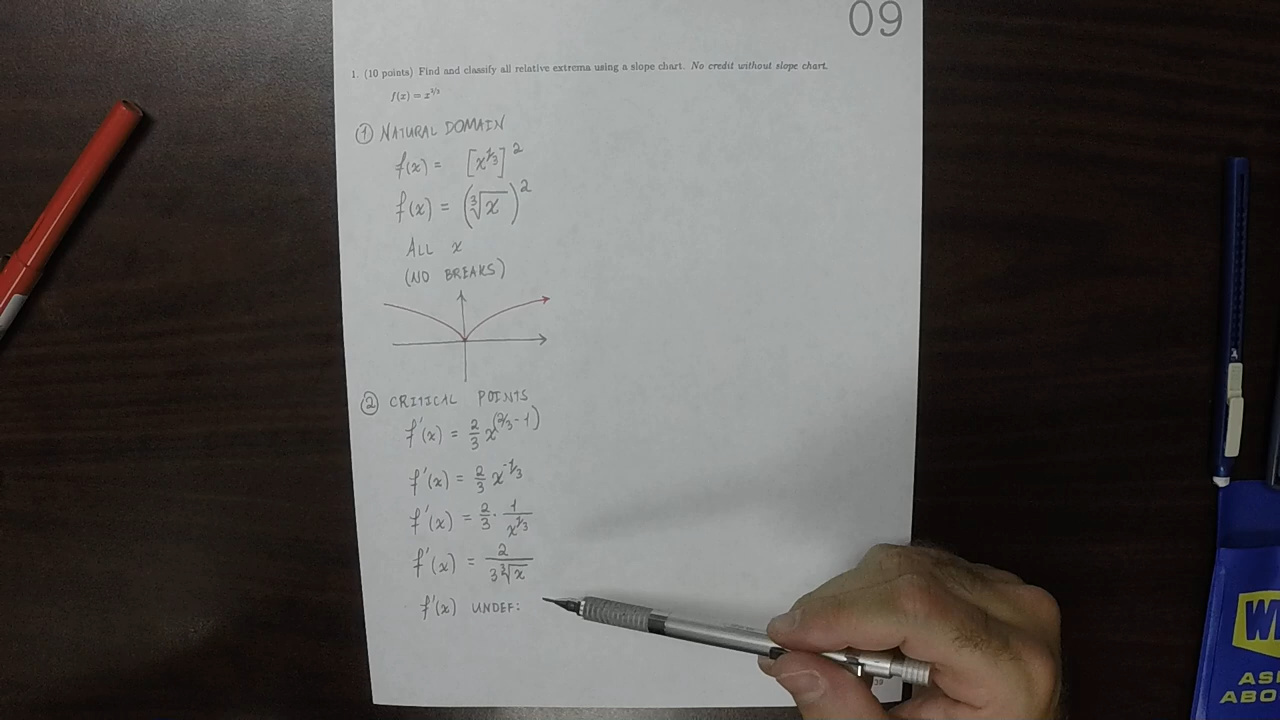 09
1. (10 points) Find and classify all relative extrema using a slope chart. No credit without slope chart.
f(x) = x^{2/3}
① NATURAL DOMAIN
f(x) = [x^{1/3}]^2
f(x) = (∛x)^2
ALL x
(NO BREAKS)
② CRITICAL POINTS
f'(x) = 2/3 x^{(2/3 - 1)}
f'(x) = 2/3 x^{-1/3}
f'(x) = 2/3 · 1/x^{1/3}
f'(x) = 2/(3∛x)
f'(x) UNDEF: